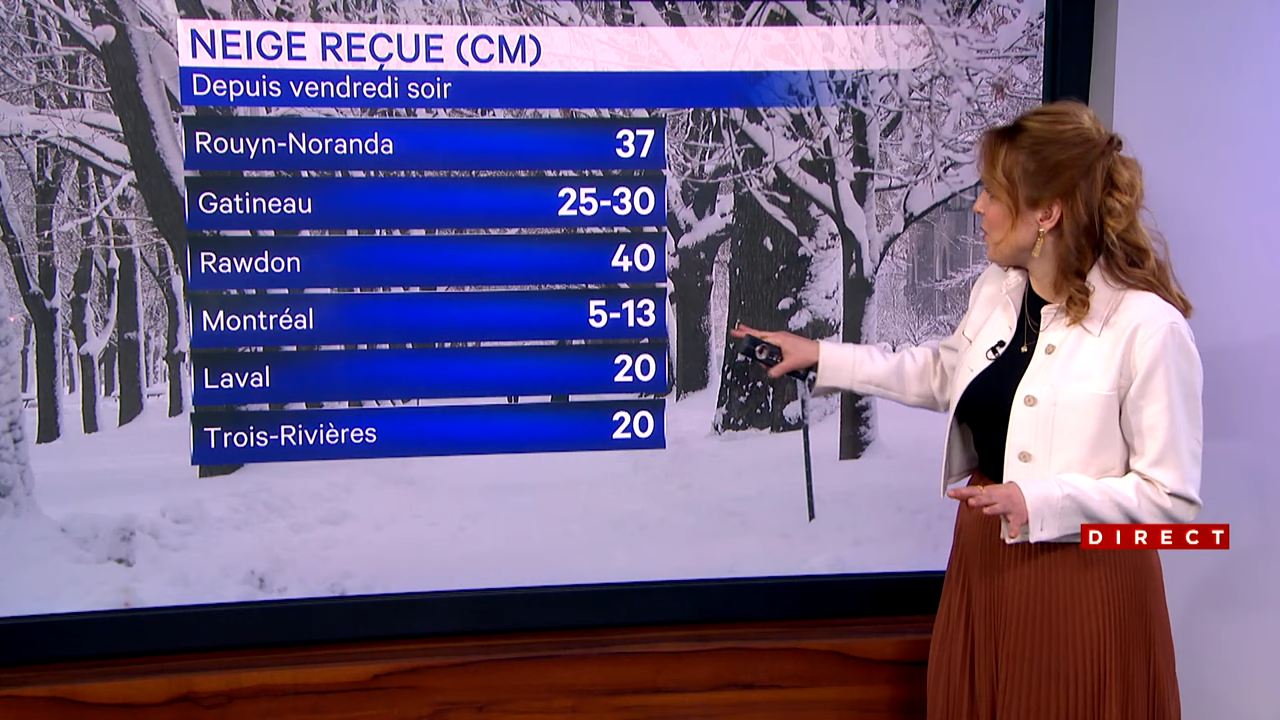 NEIGE REÇUE (CM)
Depuis vendredi soir
Rouyn-Noranda 37
Gatineau 25-30
Rawdon 40
Montréal 5-13
Laval 20
Trois-Rivières 20
DIRECT